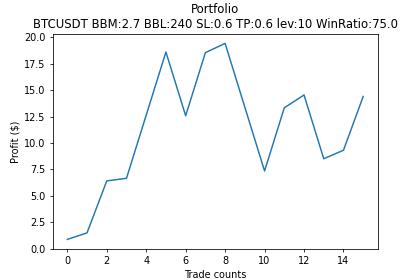 Portfolio
BTCUSDT BBM:2.7 BBL:240 SL:0.6 TP:0.6 lev:10 WinRatio:75.0
20.0
17.5
15.0
12.5
10.0
7.5
5.0
2.5
0.0
Profit ($)
0 2 4 6 8 10 12 14
Trade counts